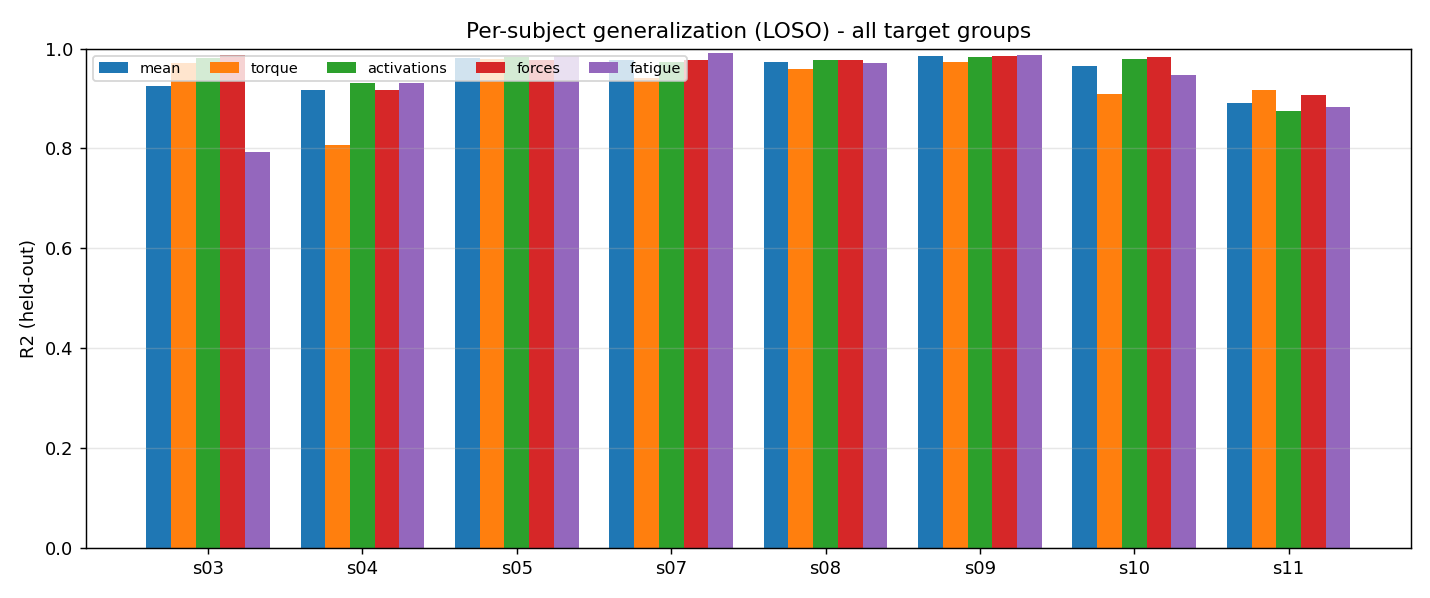 Per-subject generalization (LOSO) - all target groups
1.0
mean torque activations forces fatigue
0.8
0.6
R2 (held-out)
0.4
0.2
0.0
s03 s04 s05 s07 s08 s09 s10 s11